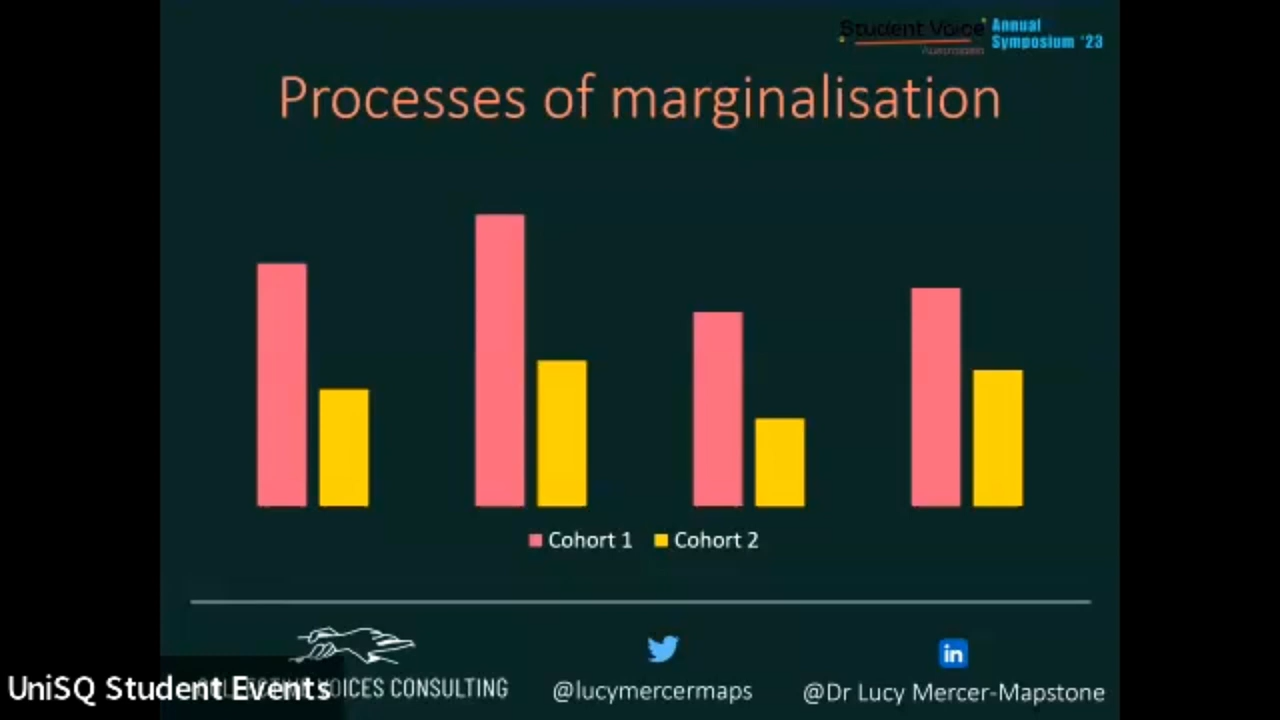 Student Voice
Australasia
Annual
Symposium '23
Processes of marginalisation
Cohort 1
Cohort 2
VOICES CONSULTING
@lucymercermaps
@Dr Lucy Mercer-Mapstone
UniSQ Student Events